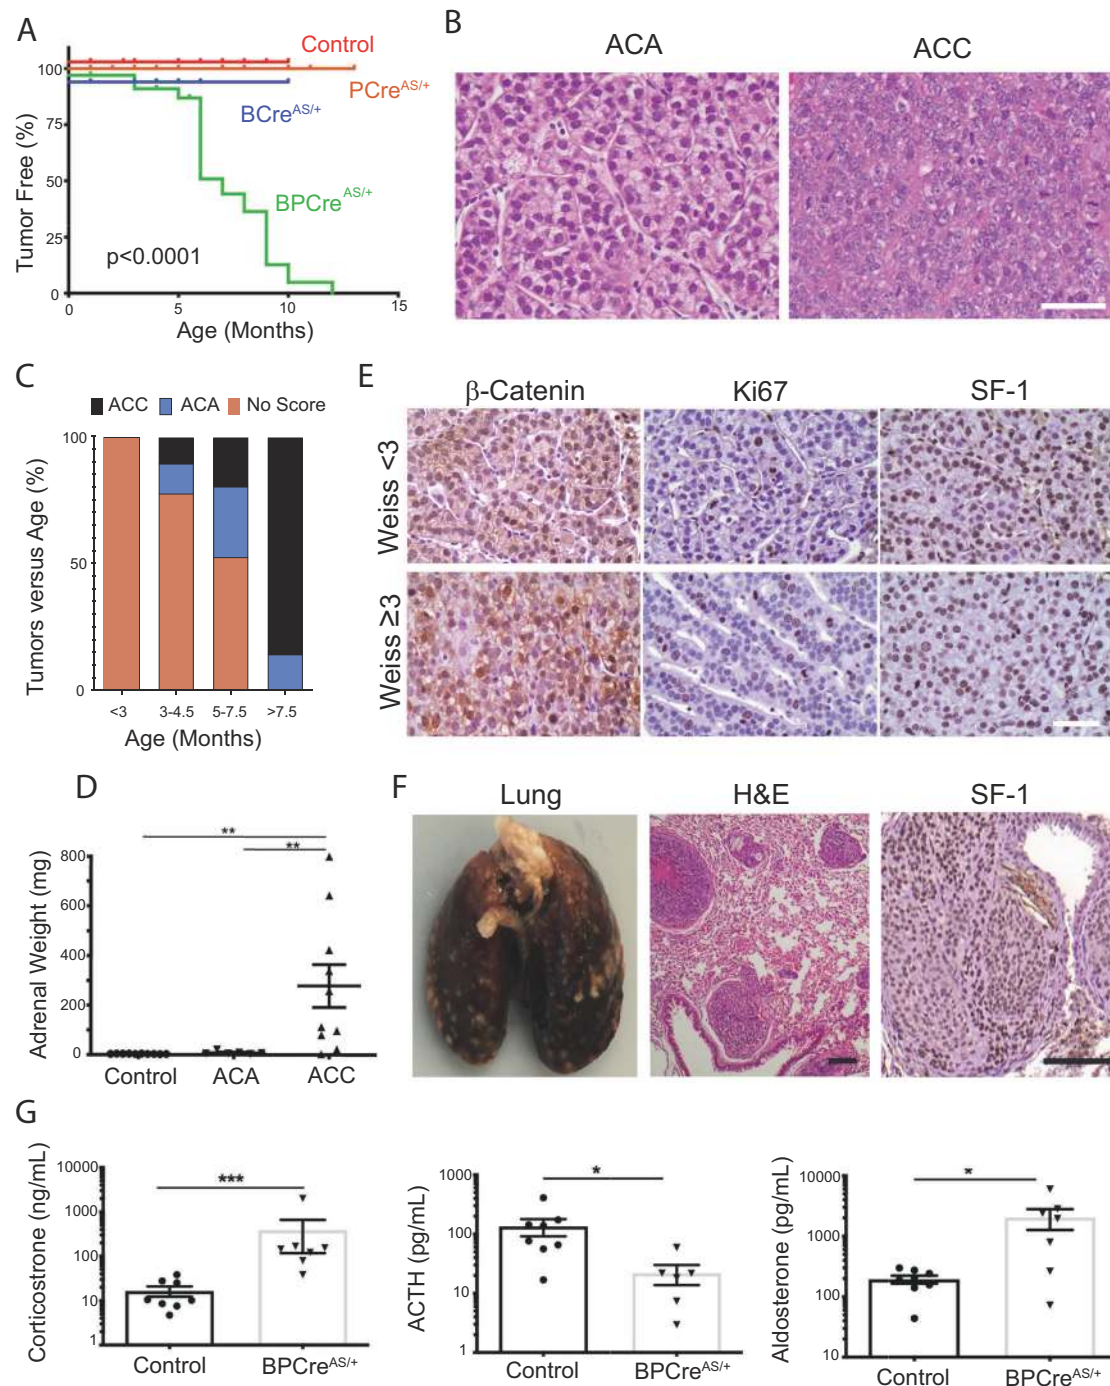 A
Control
PCre^AS/+
BCre^AS/+
BPCre^AS/+
p<0.0001
Tumor Free (%)
100
75
50
25
0
0 5 10 15
Age (Months)
B
ACA ACC
C
ACC ACA No Score
Tumors versus Age (%)
100
50
0
<3 3-4.5 5-7.5 >7.5
Age (Months)
E
β-Catenin Ki67 SF-1
Weiss <3
Weiss ≥3
D
** 
**
Adrenal Weight (mg)
800
600
400
200
0
Control ACA ACC
F
Lung H&E SF-1
G
Corticostrone (ng/mL)
10000
1000
100
10
1
***
Control BPCre^AS/+
ACTH (pg/mL)
1000
100
10
1
*
Control BPCre^AS/+
Aldosterone (pg/mL)
10000
1000
100
10
*
Control BPCre^AS/+